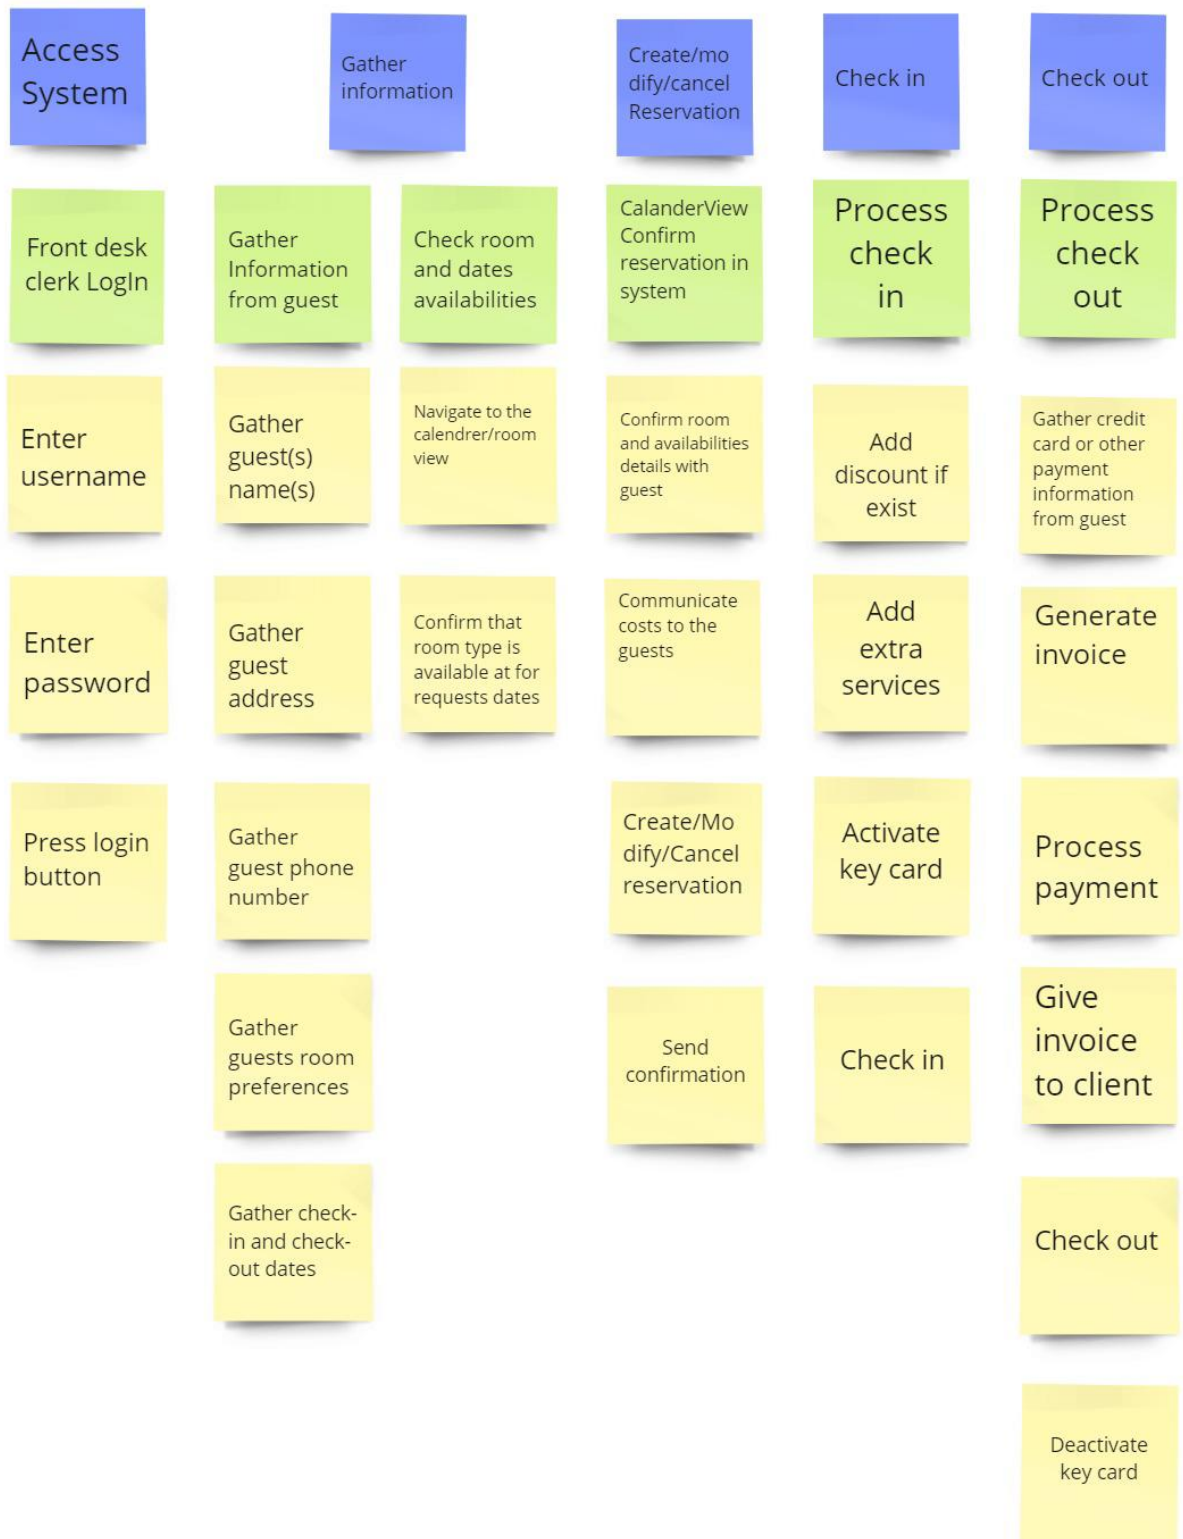 Access
System
Gather
information
Create/mo
dify/cancel
Reservation
Check in
Check out
Front desk
clerk LogIn
Gather
Information
from guest
Check room
and dates
availabilities
CalanderView
Confirm
reservation in
system
Process
check
in
Process
check
out
Enter
username
Gather
guest(s)
name(s)
Navigate to the
calendrer/room
view
Confirm room
and availabilities
details with
guest
Add
discount if
exist
Gather credit
card or other
payment
information
from guest
Enter
password
Gather
guest
address
Confirm that
room type is
available at for
requests dates
Communicate
costs to the
guests
Add
extra
services
Generate
invoice
Press login
button
Gather
guest phone
number
Create/Mo
dify/Cancel
reservation
Activate
key card
Process
payment
Gather
guests room
preferences
Send
confirmation
Check in
Give
invoice
to client
Gather check-
in and check-
out dates
Check out
Deactivate
key card